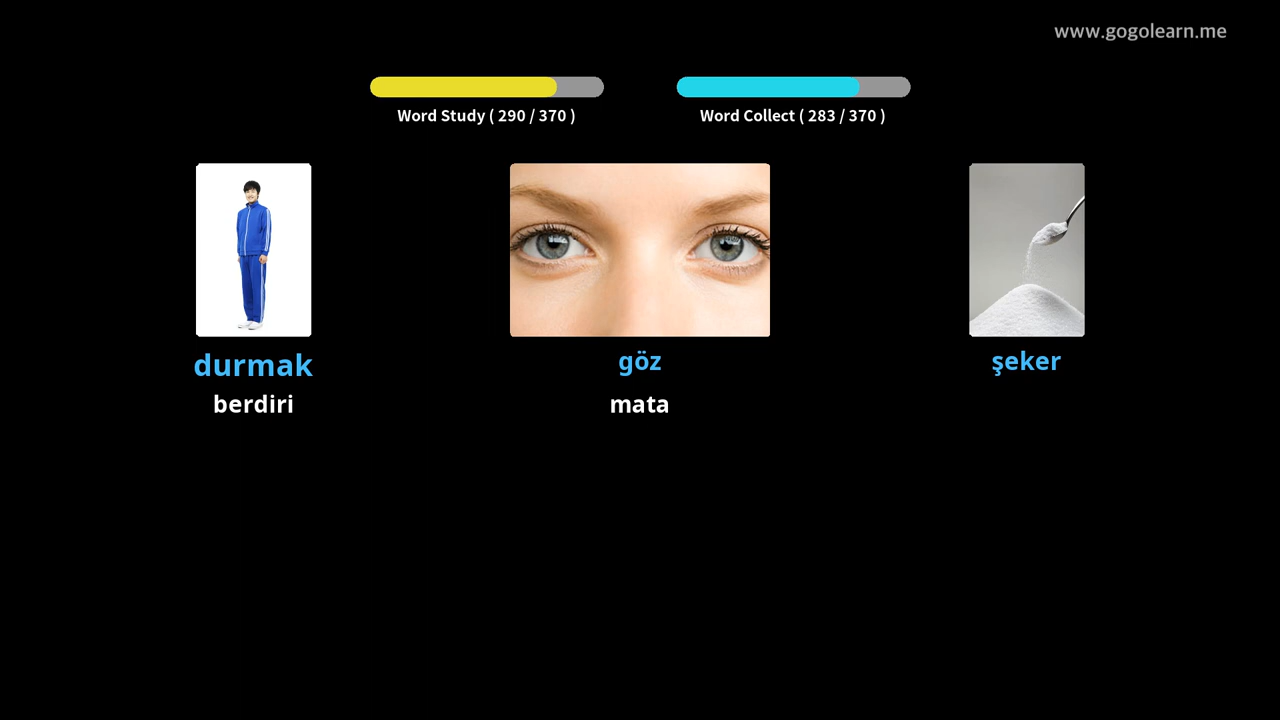 www.gogolearn.me
Word Study ( 290 / 370 )
Word Collect ( 283 / 370 )
durmak
göz
şeker
berdiri
mata